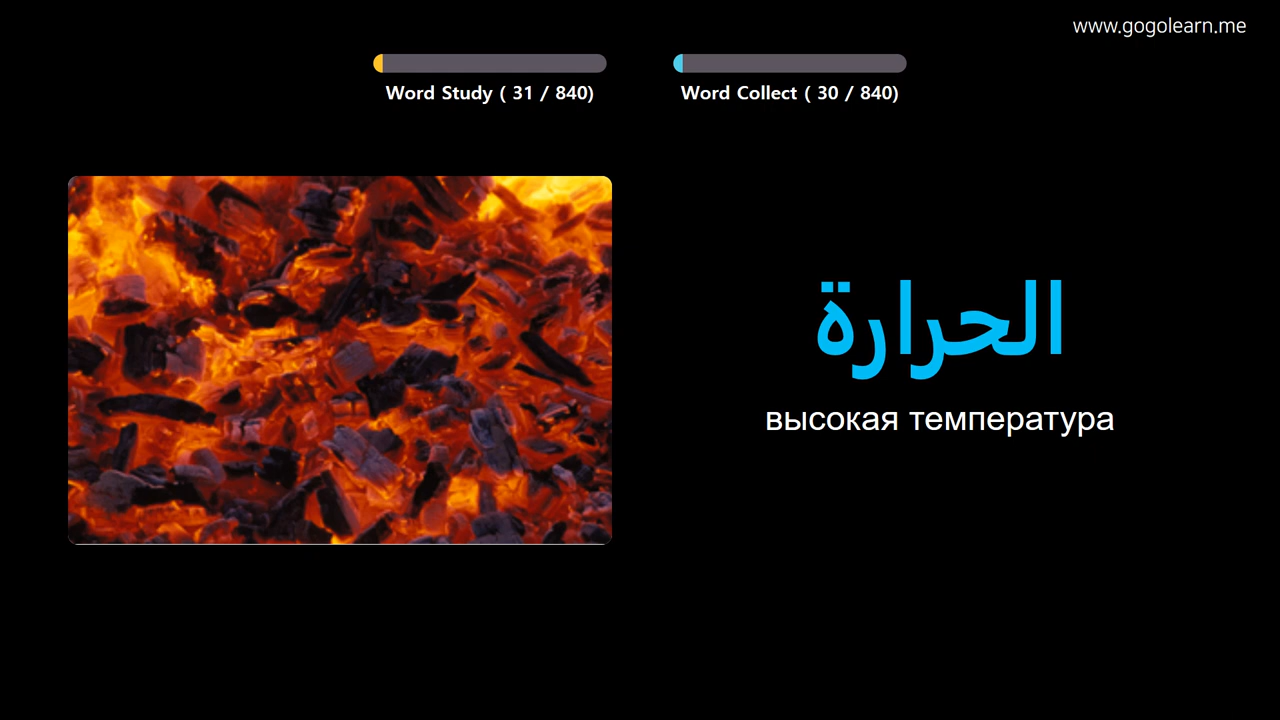 www.gogolearn.me
Word Study ( 31 / 840)
Word Collect ( 30 / 840)
الحرارة
высокая температура